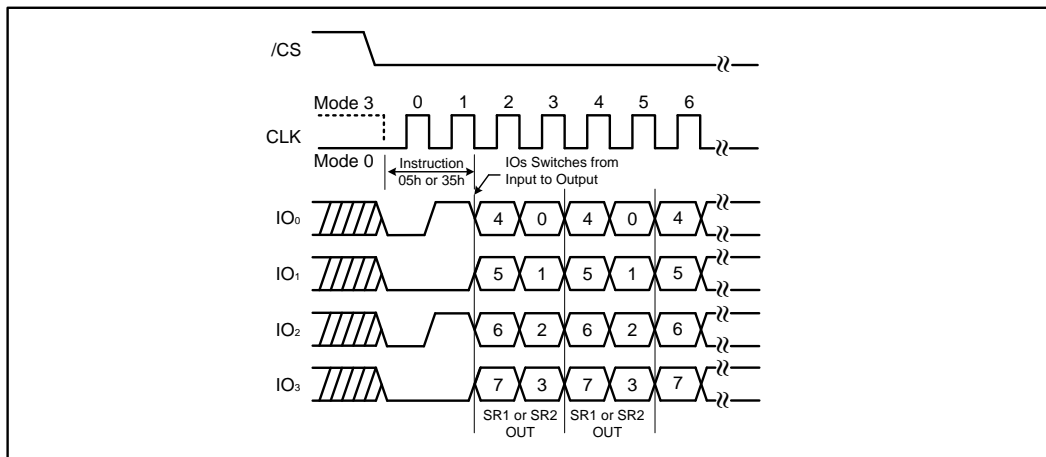 /CS
Mode 3 0 1 2 3 4 5 6
CLK
Mode 0
Instruction
05h or 35h
IOs Switches from
Input to Output
IO₀ 4 0 4 0 4
IO₁ 5 1 5 1 5
IO₂ 6 2 6 2 6
IO₃ 7 3 7 3 7
SR1 or SR2
OUT
SR1 or SR2
OUT